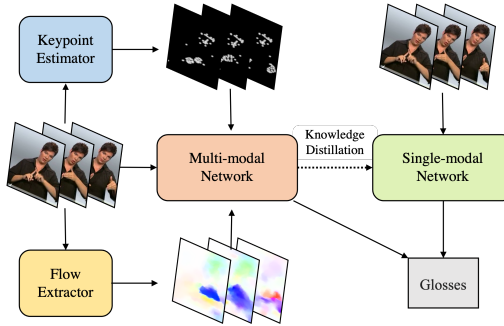 Keypoint
Estimator
Knowledge
Distillation
Multi-modal
Network
Single-modal
Network
Flow
Extractor
Glosses